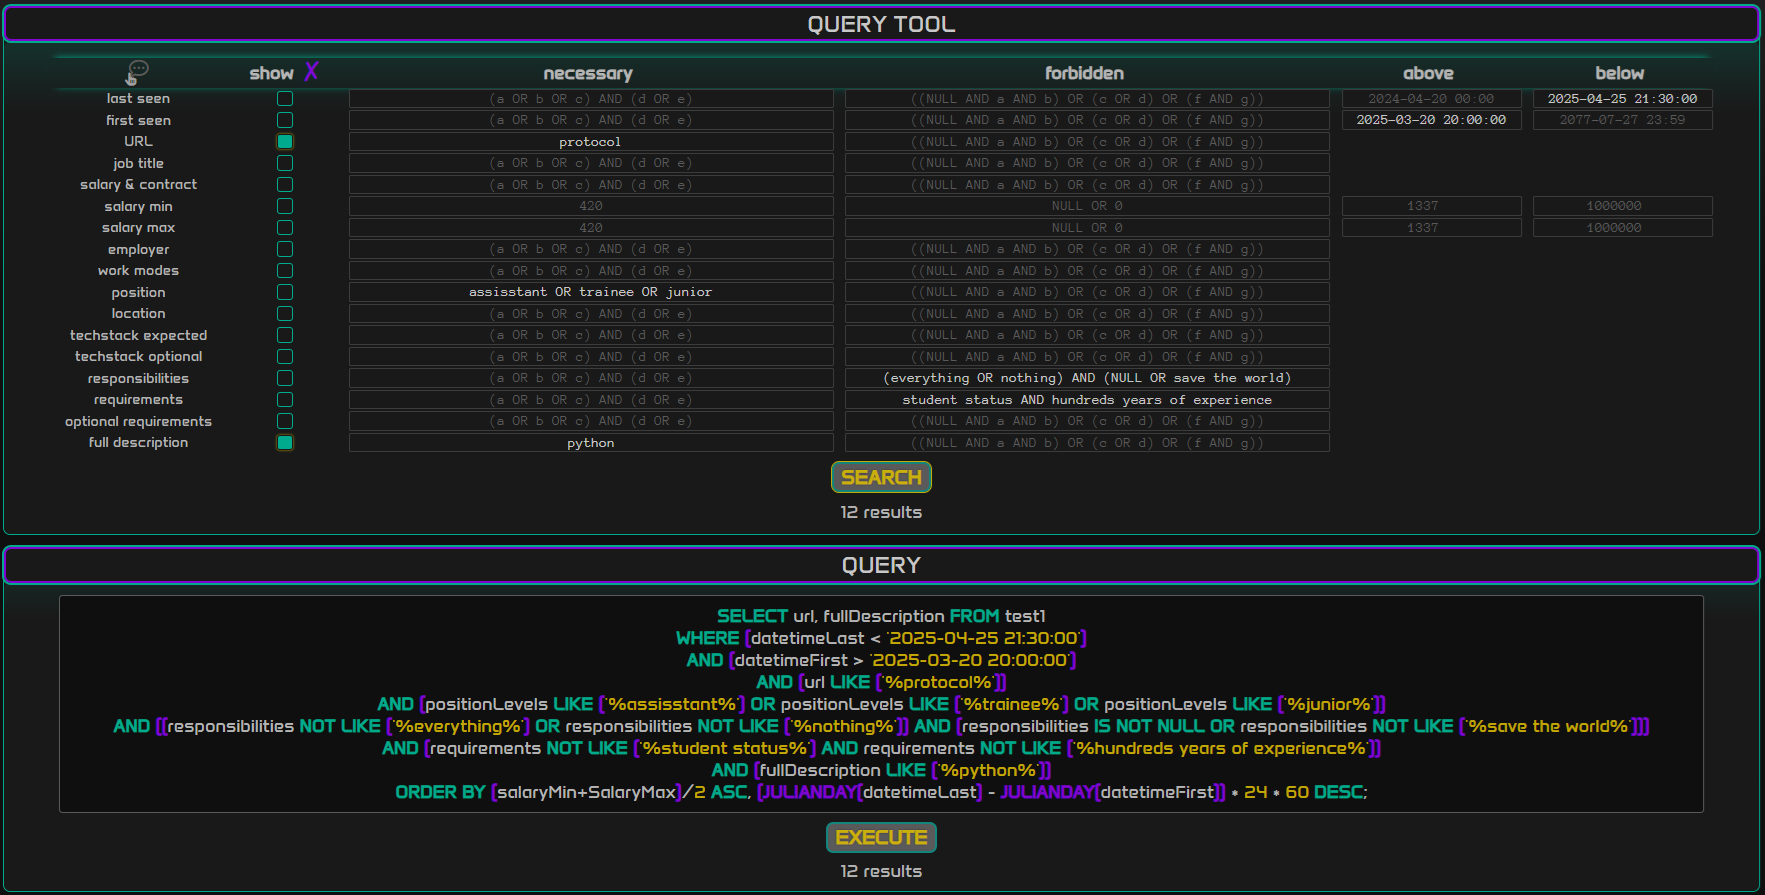 QUERY TOOL
show X necessary forbidden above below
last seen (a OR b OR c) AND (d OR e) ((NULL AND a AND b) OR (c OR d) OR (f AND g)) 2024-04-20 00:00 2025-04-25 21:30:00
first seen (a OR b OR c) AND (d OR e) ((NULL AND a AND b) OR (c OR d) OR (f AND g)) 2025-03-20 20:00:00 2077-07-27 23:59
URL protocol ((NULL AND a AND b) OR (c OR d) OR (f AND g))
job title (a OR b OR c) AND (d OR e) ((NULL AND a AND b) OR (c OR d) OR (f AND g))
salary & contract (a OR b OR c) AND (d OR e) ((NULL AND a AND b) OR (c OR d) OR (f AND g))
salary min 420 NULL OR 0 1337 1000000
salary max 420 NULL OR 0 1337 1000000
employer (a OR b OR c) AND (d OR e) ((NULL AND a AND b) OR (c OR d) OR (f AND g))
work modes (a OR b OR c) AND (d OR e) ((NULL AND a AND b) OR (c OR d) OR (f AND g))
position assisstant OR trainee OR junior ((NULL AND a AND b) OR (c OR d) OR (f AND g))
location (a OR b OR c) AND (d OR e) ((NULL AND a AND b) OR (c OR d) OR (f AND g))
techstack expected (a OR b OR c) AND (d OR e) ((NULL AND a AND b) OR (c OR d) OR (f AND g))
techstack optional (a OR b OR c) AND (d OR e) ((NULL AND a AND b) OR (c OR d) OR (f AND g))
responsibilities (a OR b OR c) AND (d OR e) (everything OR nothing) AND (NULL OR save the world)
requirements (a OR b OR c) AND (d OR e) student status AND hundreds years of experience
optional requirements (a OR b OR c) AND (d OR e) ((NULL AND a AND b) OR (c OR d) OR (f AND g))
full description python ((NULL AND a AND b) OR (c OR d) OR (f AND g))
SEARCH
12 results
QUERY
SELECT url, fullDescription FROM test1
WHERE (datetimeLast < '2025-04-25 21:30:00')
AND (datetimeFirst > '2025-03-20 20:00:00')
AND (url LIKE ('%protocol%'))
AND (positionLevels LIKE ('%assisstant%') OR positionLevels LIKE ('%trainee%') OR positionLevels LIKE ('%junior%'))
AND ((responsibilities NOT LIKE ('%everything%') OR responsibilities NOT LIKE ('%nothing%')) AND (responsibilities IS NOT NULL OR responsibilities NOT LIKE ('%save the world%')))
AND (requirements NOT LIKE ('%student status%') AND requirements NOT LIKE ('%hundreds years of experience%'))
AND (fullDescription LIKE ('%python%'))
ORDER BY (salaryMin+SalaryMax)/2 ASC, (JULIANDAY(datetimeLast) - JULIANDAY(datetimeFirst)) * 24 * 60 DESC;
EXECUTE
12 results